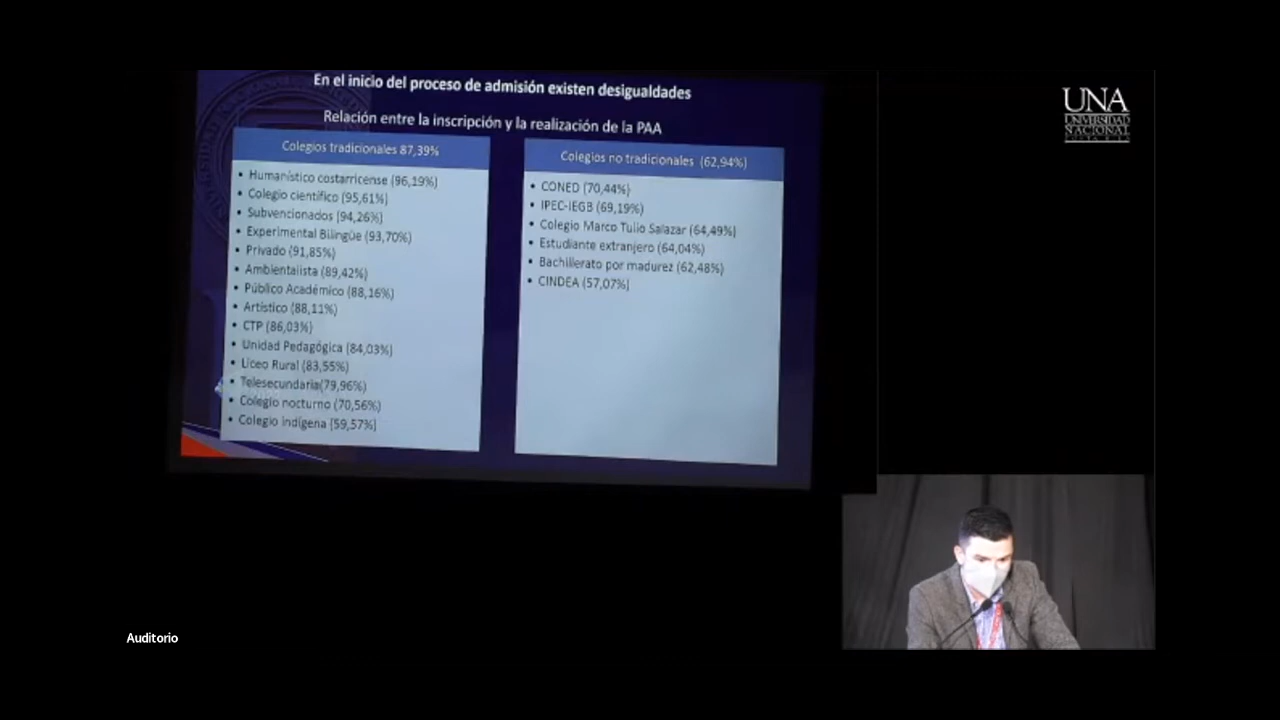 En el inicio del proceso de admisión existen desigualdades
Relación entre la inscripción y la realización de la PAA
Colegios tradicionales 87,39%
• Humanístico costarricense (96,19%)
• Colegio científico (95,61%)
• Subvencionados (94,26%)
• Experimental Bilingüe (93,70%)
• Privado (91,85%)
• Ambientalista (89,42%)
• Público Académico (88,16%)
• Artístico (88,11%)
• CTP (86,03%)
• Unidad Pedagógica (84,03%)
• Liceo Rural (83,55%)
• Telesecundaria(79,96%)
• Colegio nocturno (70,56%)
• Colegio indígena (59,57%)
Colegios no tradicionales (62,94%)
• CONED (70,44%)
• IPEC-IEGB (69,19%)
• Colegio Marco Tulio Salazar (64,49%)
• Estudiante extranjero (64,04%)
• Bachillerato por madurez (62,48%)
• CINDEA (57,07%)
UNA
UNIVERSIDAD
NACIONAL
COSTA RICA
Auditorio